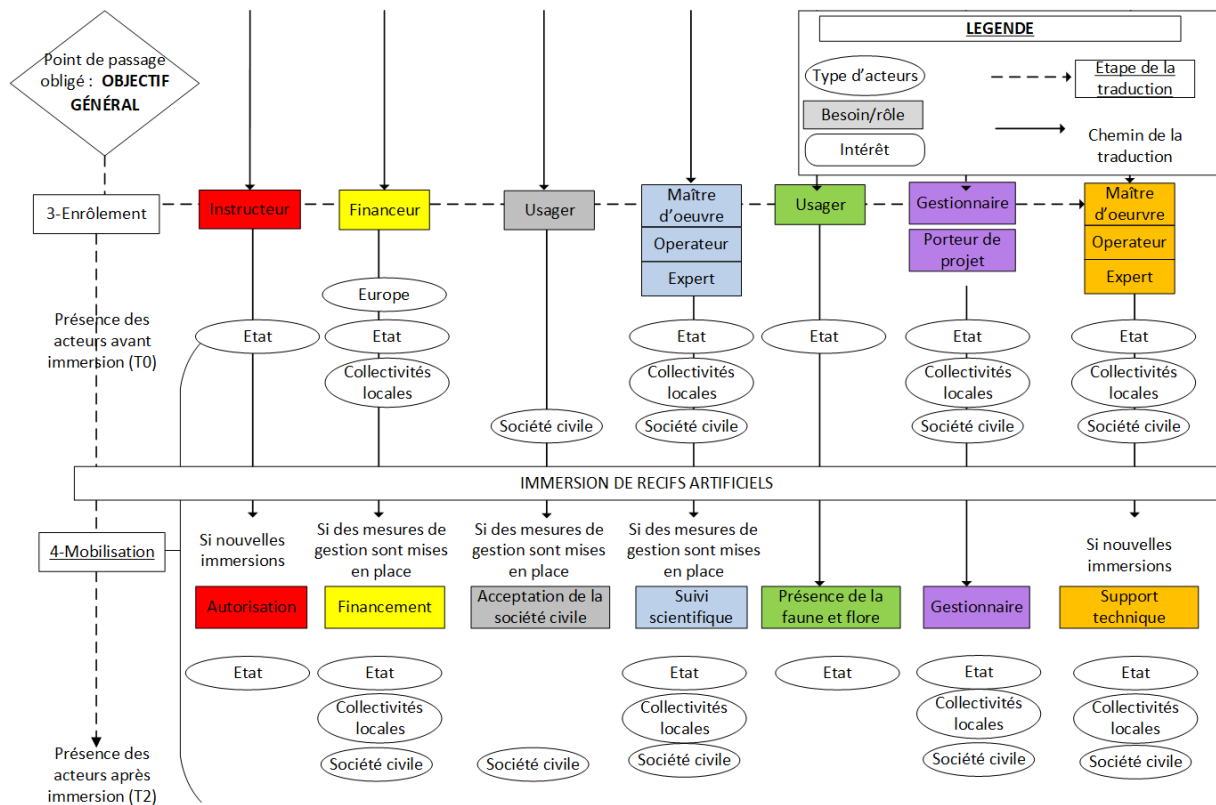 Point de passage
obligé : OBJECTIF
GÉNÉRAL
LEGENDE
Type d'acteurs
Besoin/rôle
Intérêt
Etape de la
traduction
Chemin de la
traduction
3-Enrôlement
Instructeur
Financeur
Usager
Maître
d'oeuvre
Operateur
Expert
Usager
Gestionnaire
Porteur de
projet
Maître
d'oeurvre
Operateur
Expert
Présence des
acteurs avant
immersion (T0)
Etat
Europe
Etat
Collectivités
locales
Société civile
Etat
Collectivités
locales
Société civile
Etat
Etat
Collectivités
locales
Société civile
Etat
Collectivités
locales
Société civile
IMMERSION DE RECIFS ARTIFICIELS
4-Mobilisation
Si nouvelles
immersions
Si des mesures de
gestion sont mises
en place
Si des mesures de
gestion sont mises
en place
Si des mesures de
gestion sont mises
en place
Si nouvelles
immersions
Autorisation
Financement
Acceptation de la
société civile
Suivi
scientifique
Présence de la
faune et flore
Gestionnaire
Support
technique
Etat
Etat
Collectivités
locales
Société civile
Société civile
Etat
Collectivités
locales
Société civile
Etat
Etat
Collectivités
locales
Société civile
Etat
Collectivités
locales
Société civile
Présence des
acteurs après
immersion (T2)